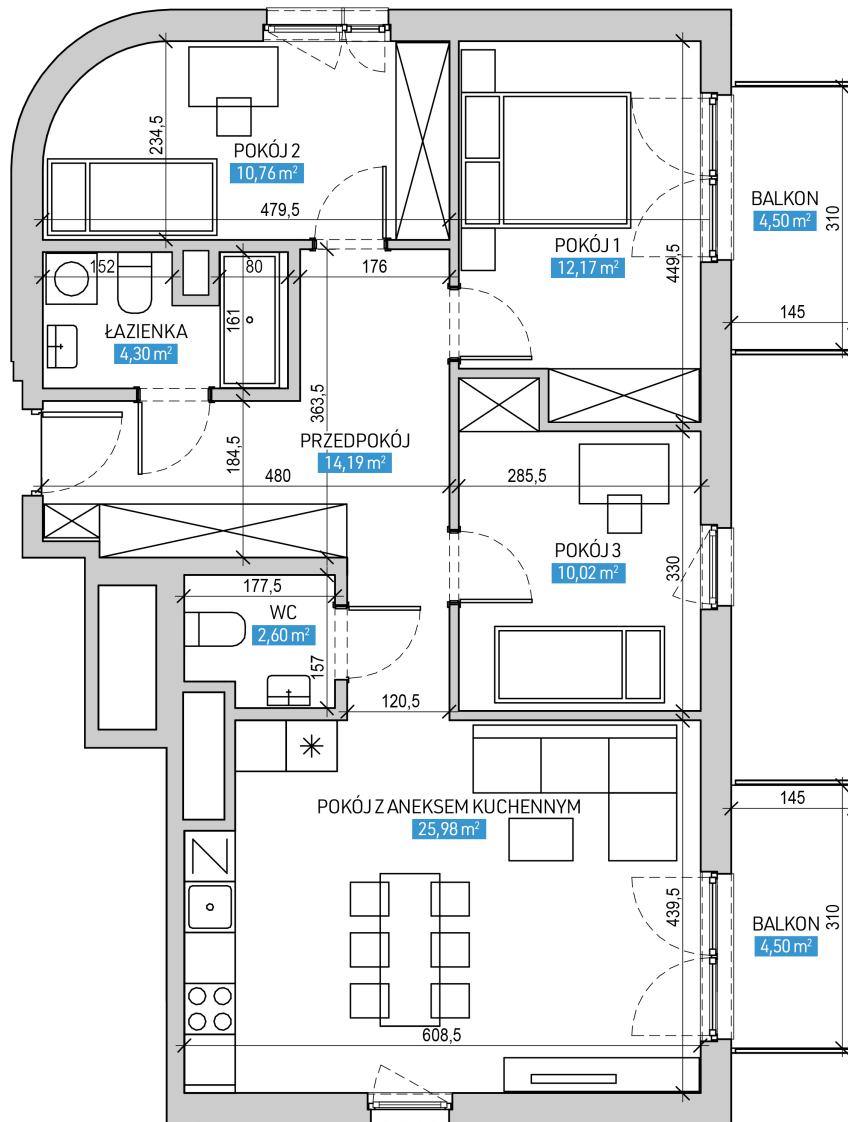 234,5
POKÓJ 2
10,76 m²
479,5
POKÓJ 1
12,17 m²
449,5
BALKON
4,50 m²
310
145
152
80
176
161
ŁAZIENKA
4,30 m²
363,5
184,5
PRZEDPOKÓJ
14,19 m²
480
285,5
POKÓJ 3
10,02 m²
330
177,5
WC
2,60 m²
157
120,5
POKÓJ Z ANEKSEM KUCHENNYM
25,98 m²
145
439,5
BALKON
4,50 m²
310
608,5